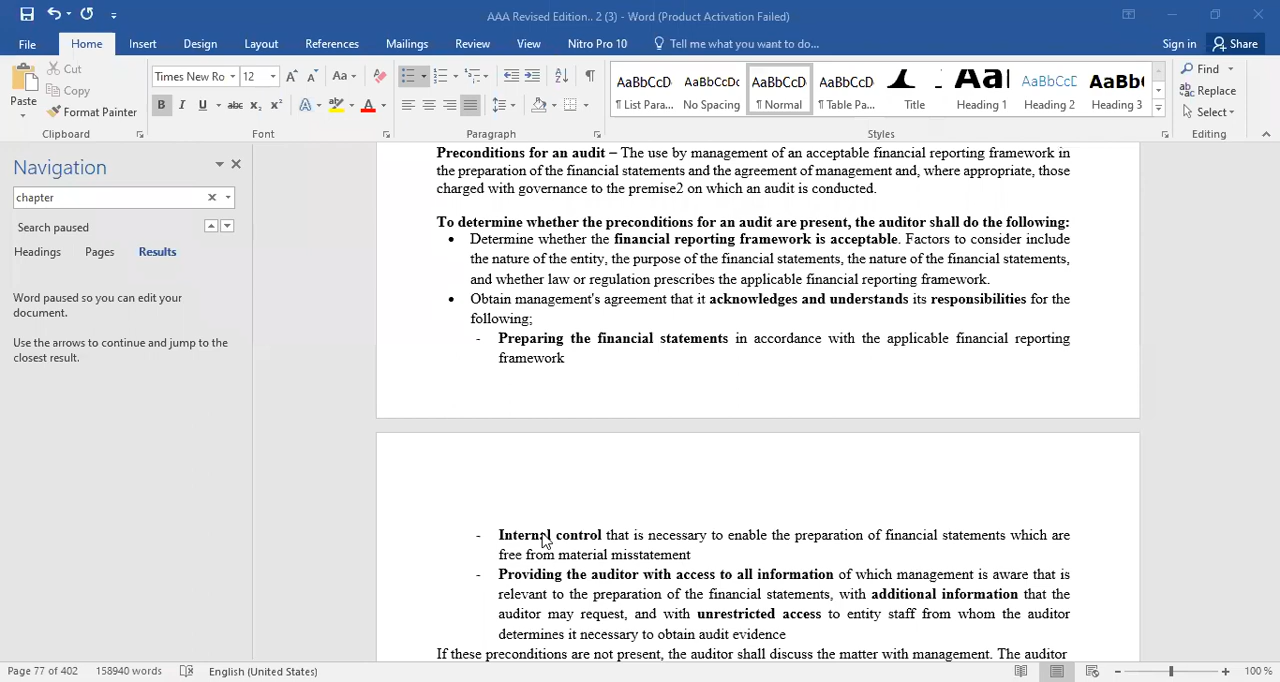 AAA Revised Edition.. 2 (3) - Word (Product Activation Failed)
File Home Insert Design Layout References Mailings Review View Nitro Pro 10 Tell me what you want to do... Sign in Share
Paste Cut Copy Format Painter
Clipboard
Times New Ro 12
Font
Paragraph
AaBbCcD AaBbCcDc AaBbCcD AaBbCcD AaBbCcD AaBbC
¶ List Para... No Spacing ¶ Normal ¶ Table Pa... Title Heading 1 Heading 2 Heading 3
Styles
Find
Replace
Select
Editing
Navigation
chapter
Search paused
Headings Pages Results
Word paused so you can edit your
document.
Use the arrows to continue and jump to the
closest result.
Preconditions for an audit – The use by management of an acceptable financial reporting framework in
the preparation of the financial statements and the agreement of management and, where appropriate, those
charged with governance to the premise2 on which an audit is conducted.
To determine whether the preconditions for an audit are present, the auditor shall do the following:
• Determine whether the financial reporting framework is acceptable. Factors to consider include
the nature of the entity, the purpose of the financial statements, the nature of the financial statements,
and whether law or regulation prescribes the applicable financial reporting framework.
• Obtain management's agreement that it acknowledges and understands its responsibilities for the
following;
- Preparing the financial statements in accordance with the applicable financial reporting
framework
- Internal control that is necessary to enable the preparation of financial statements which are
free from material misstatement
- Providing the auditor with access to all information of which management is aware that is
relevant to the preparation of the financial statements, with additional information that the
auditor may request, and with unrestricted access to entity staff from whom the auditor
determines it necessary to obtain audit evidence
If these preconditions are not present, the auditor shall discuss the matter with management. The auditor
Page 77 of 402 158940 words English (United States) 100 %